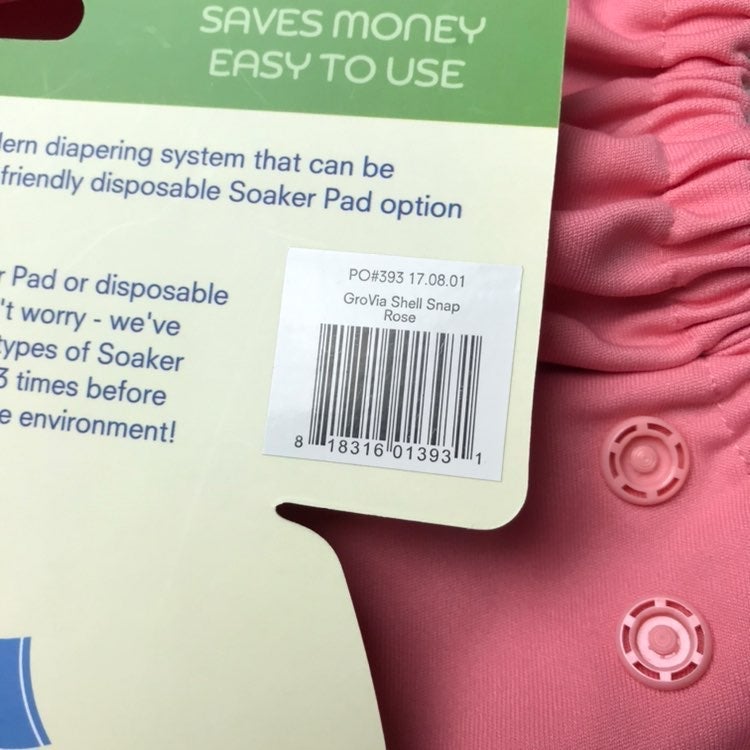 SAVES MONEY
EASY TO USE
dern diapering system that can be
friendly disposable Soaker Pad option
r Pad or disposable
't worry - we've
types of Soaker
3 times before
e environment!
PO#393 17.08.01
GroVia Shell Snap
Rose
8 18316 01393 1